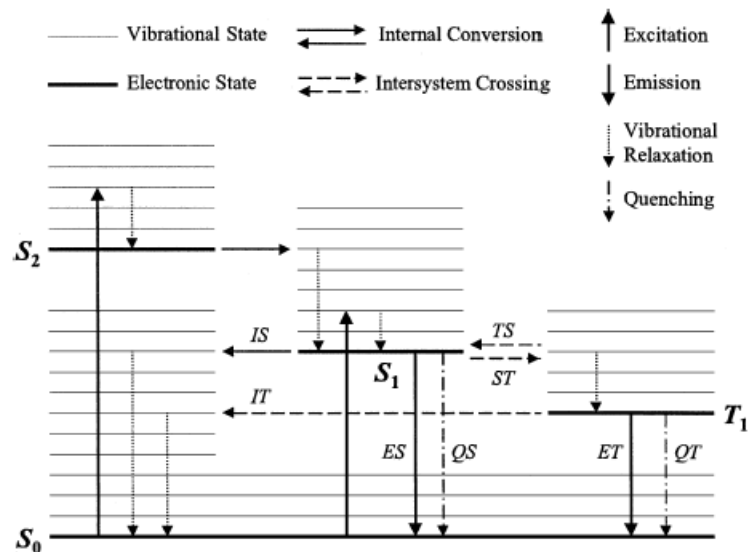 Vibrational State
Internal Conversion
Excitation
Electronic State
Intersystem Crossing
Emission
Vibrational
Relaxation
Quenching
S2
IS
TS
S1
ST
IT
T1
ES
QS
ET
QT
S0